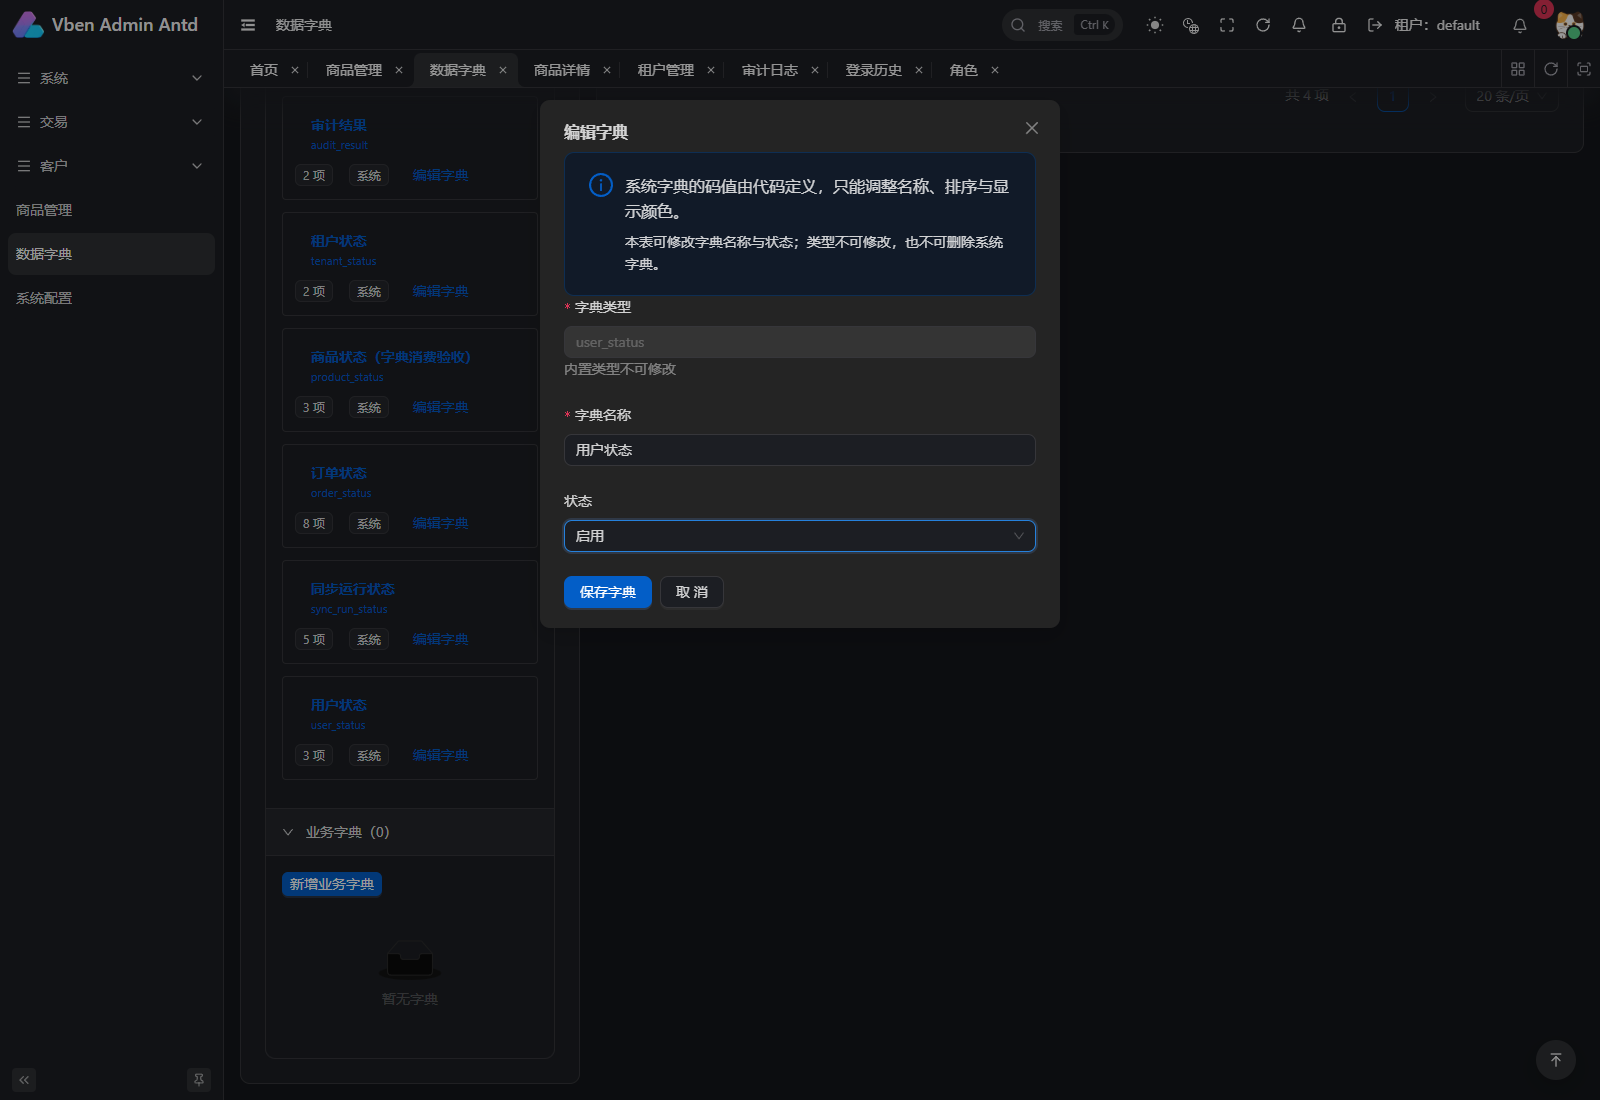 Vben Admin Antd
数据字典
搜索
Ctrl K
租户：default
0
首页
商品管理
数据字典
商品详情
租户管理
审计日志
登录历史
角色
系统
交易
客户
商品管理
数据字典
系统配置
审计结果
audit_result
2 项
系统
编辑字典
租户状态
tenant_status
2 项
系统
编辑字典
商品状态（字典消费验收）
product_status
3 项
系统
编辑字典
订单状态
order_status
8 项
系统
编辑字典
同步运行状态
sync_run_status
5 项
系统
编辑字典
用户状态
user_status
3 项
系统
编辑字典
业务字典（0）
新增业务字典
暂无字典
共 4 项
1
20 条/页
编辑字典
系统字典的码值由代码定义，只能调整名称、排序与显
示颜色。
本表可修改字典名称与状态；类型不可修改，也不可删除系统
字典。
* 字典类型
user_status
内置类型不可修改
* 字典名称
用户状态
状态
启用
保存字典
取 消